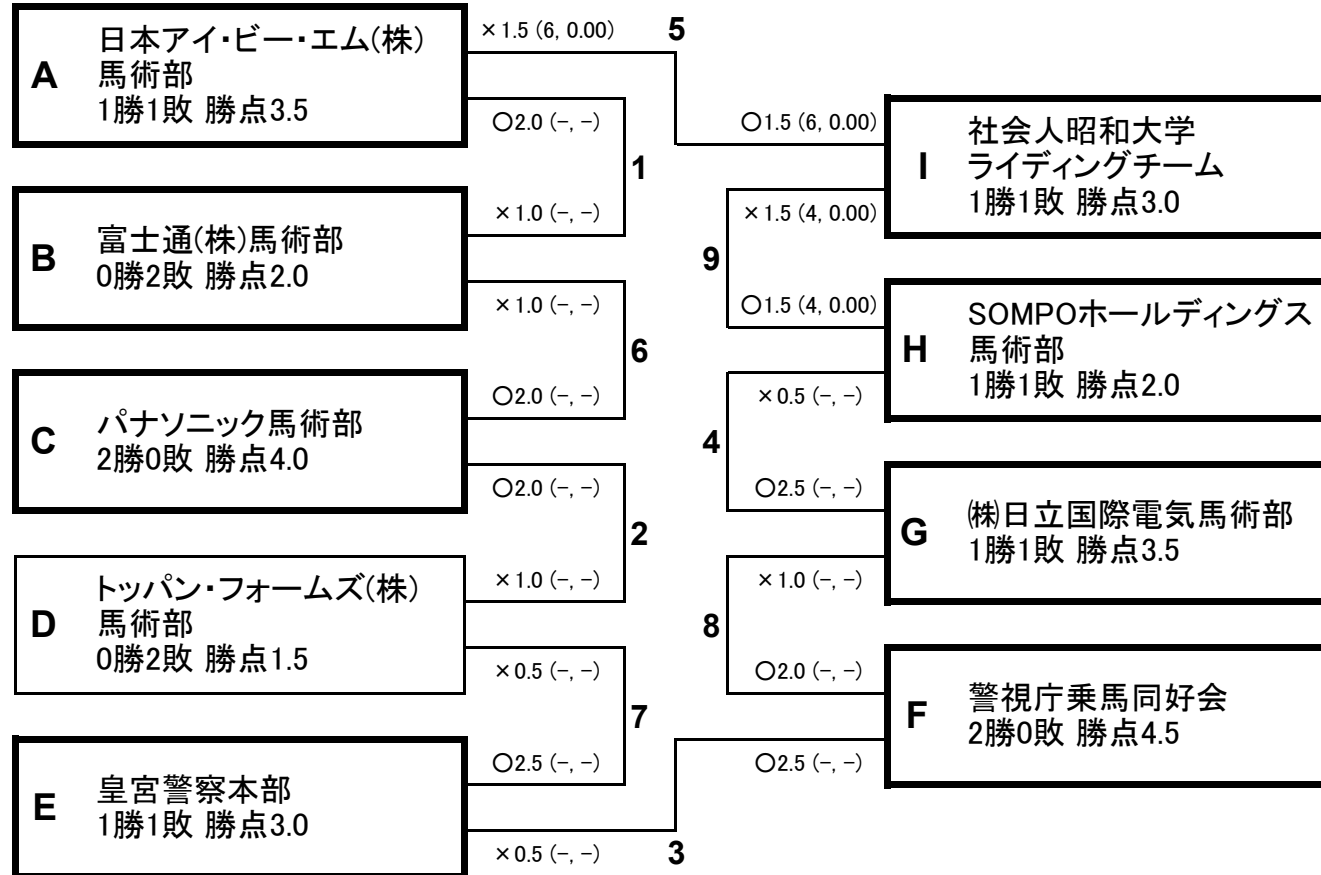 A
日本アイ・ビー・エム(株)
馬術部
1勝1敗 勝点3.5
×1.5 (6, 0.00)
5
○2.0 (-, -)
1
×1.0 (-, -)
B
富士通(株)馬術部
0勝2敗 勝点2.0
×1.0 (-, -)
6
○2.0 (-, -)
C
パナソニック馬術部
2勝0敗 勝点4.0
○2.0 (-, -)
2
×1.0 (-, -)
D
トッパン・フォームズ(株)
馬術部
0勝2敗 勝点1.5
×0.5 (-, -)
7
○2.5 (-, -)
E
皇宮警察本部
1勝1敗 勝点3.0
×0.5 (-, -)
3
○1.5 (6, 0.00)
I
社会人昭和大学
ライディングチーム
1勝1敗 勝点3.0
×1.5 (4, 0.00)
9
○1.5 (4, 0.00)
H
SOMPOホールディングス
馬術部
1勝1敗 勝点2.0
×0.5 (-, -)
4
○2.5 (-, -)
G
㈱日立国際電気馬術部
1勝1敗 勝点3.5
×1.0 (-, -)
8
○2.0 (-, -)
F
警視庁乗馬同好会
2勝0敗 勝点4.5
○2.5 (-, -)